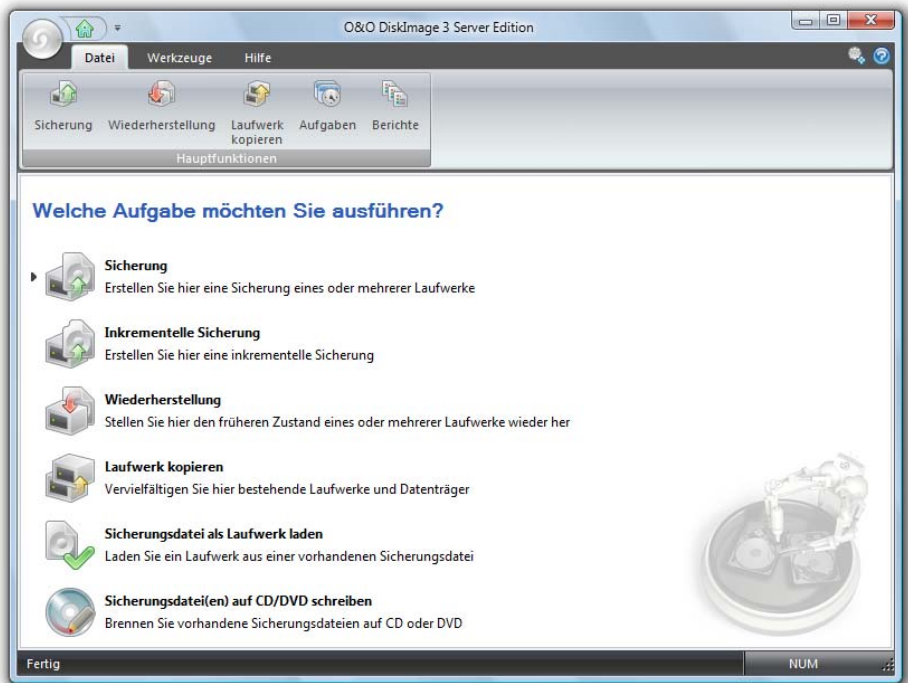 O&O DiskImage 3 Server Edition
Datei Werkzeuge Hilfe
Sicherung Wiederherstellung Laufwerk kopieren Aufgaben Berichte
Hauptfunktionen
Welche Aufgabe möchten Sie ausführen?
Sicherung
Erstellen Sie hier eine Sicherung eines oder mehrerer Laufwerke
Inkrementelle Sicherung
Erstellen Sie hier eine inkrementelle Sicherung
Wiederherstellung
Stellen Sie hier den früheren Zustand eines oder mehrerer Laufwerke wieder her
Laufwerk kopieren
Vervielfältigen Sie hier bestehende Laufwerke und Datenträger
Sicherungsdatei als Laufwerk laden
Laden Sie ein Laufwerk aus einer vorhandenen Sicherungsdatei
Sicherungsdatei(en) auf CD/DVD schreiben
Brennen Sie vorhandene Sicherungsdateien auf CD oder DVD
Fertig NUM